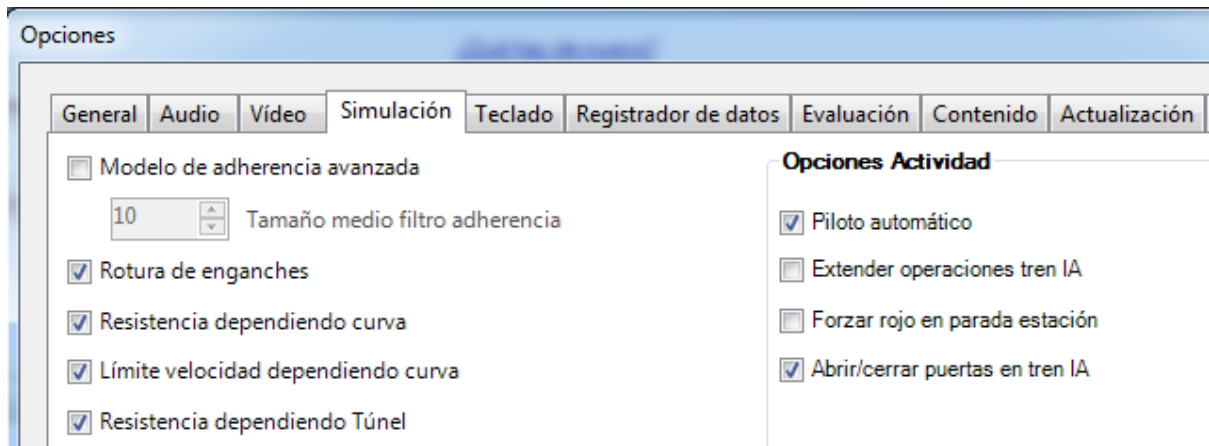 Opciones
General Audio Vídeo Simulación Teclado Registrador de datos Evaluación Contenido Actualización
Modelo de adherencia avanzada
10 Tamaño medio filtro adherencia
Rotura de enganches
Resistencia dependiendo curva
Límite velocidad dependiendo curva
Resistencia dependiendo Túnel
Opciones Actividad
Piloto automático
Extender operaciones tren IA
Forzar rojo en parada estación
Abrir/cerrar puertas en tren IA